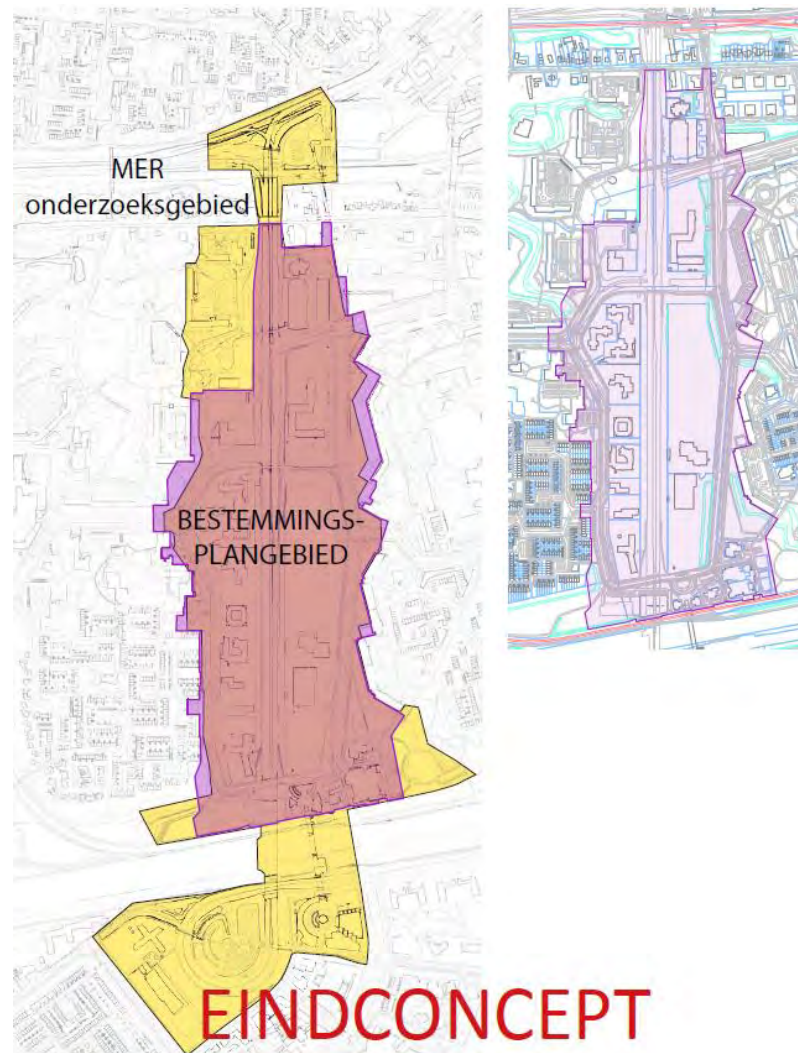 MER
onderzoeksgebied
BESTEMMINGS-
PLANGEBIED
EINDCONCEPT